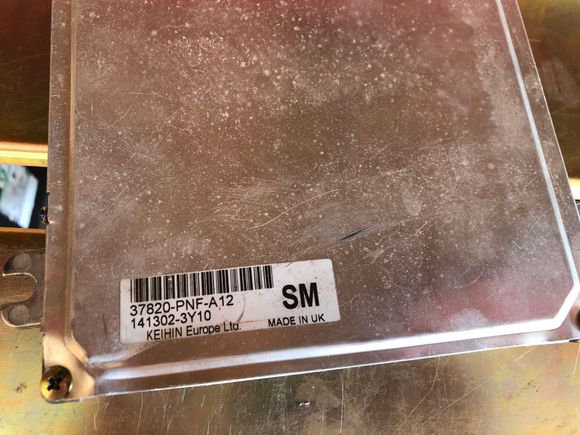 37820-PNF-A12
141302-3Y10
KEIHIN Europe Ltd.
SM
MADE IN UK